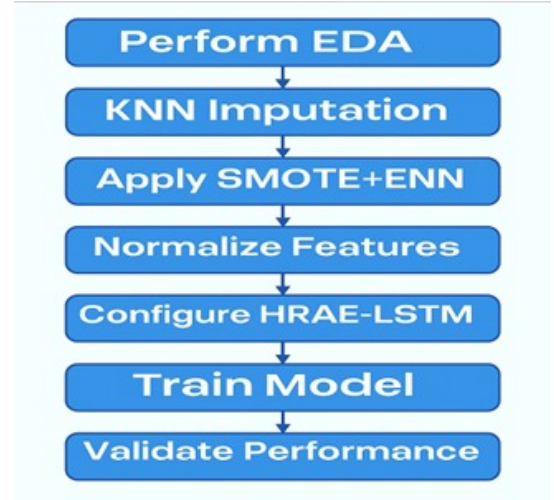 Perform EDA
KNN Imputation
Apply SMOTE+ENN
Normalize Features
Configure HRAE-LSTM
Train Model
Validate Performance